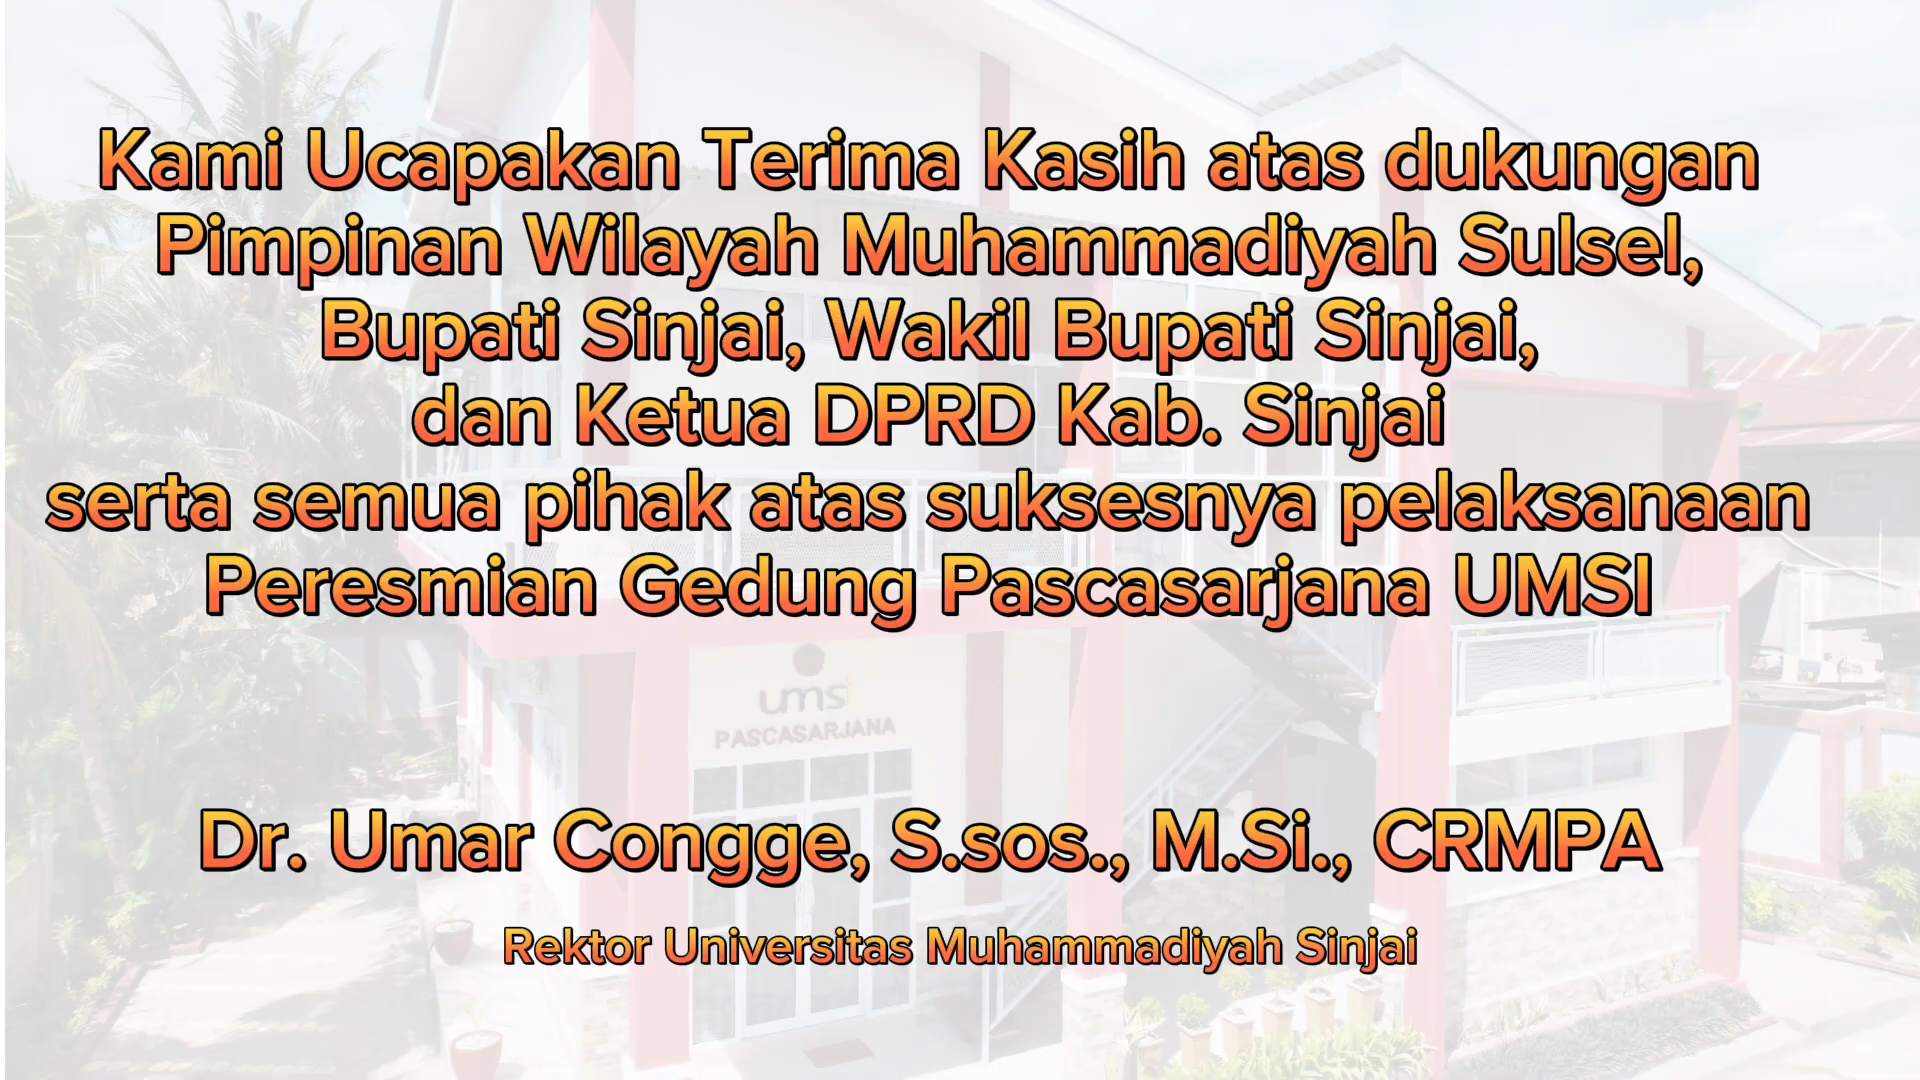 Kami Ucapakan Terima Kasih atas dukungan
Pimpinan Wilayah Muhammadiyah Sulsel,
Bupati Sinjai, Wakil Bupati Sinjai,
dan Ketua DPRD Kab. Sinjai
serta semua pihak atas suksesnya pelaksanaan
Peresmian Gedung Pascasarjana UMSI
umsi
PASCASARJANA
Dr. Umar Congge, S.sos., M.Si., CRMPA
Rektor Universitas Muhammadiyah Sinjai